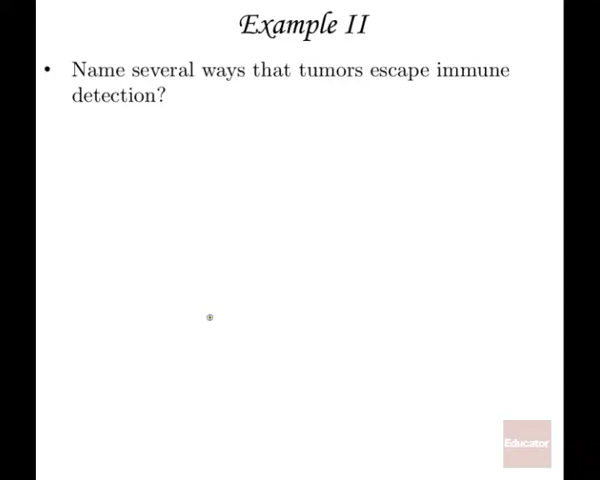 Example II
• Name several ways that tumors escape immune
detection?
Educator